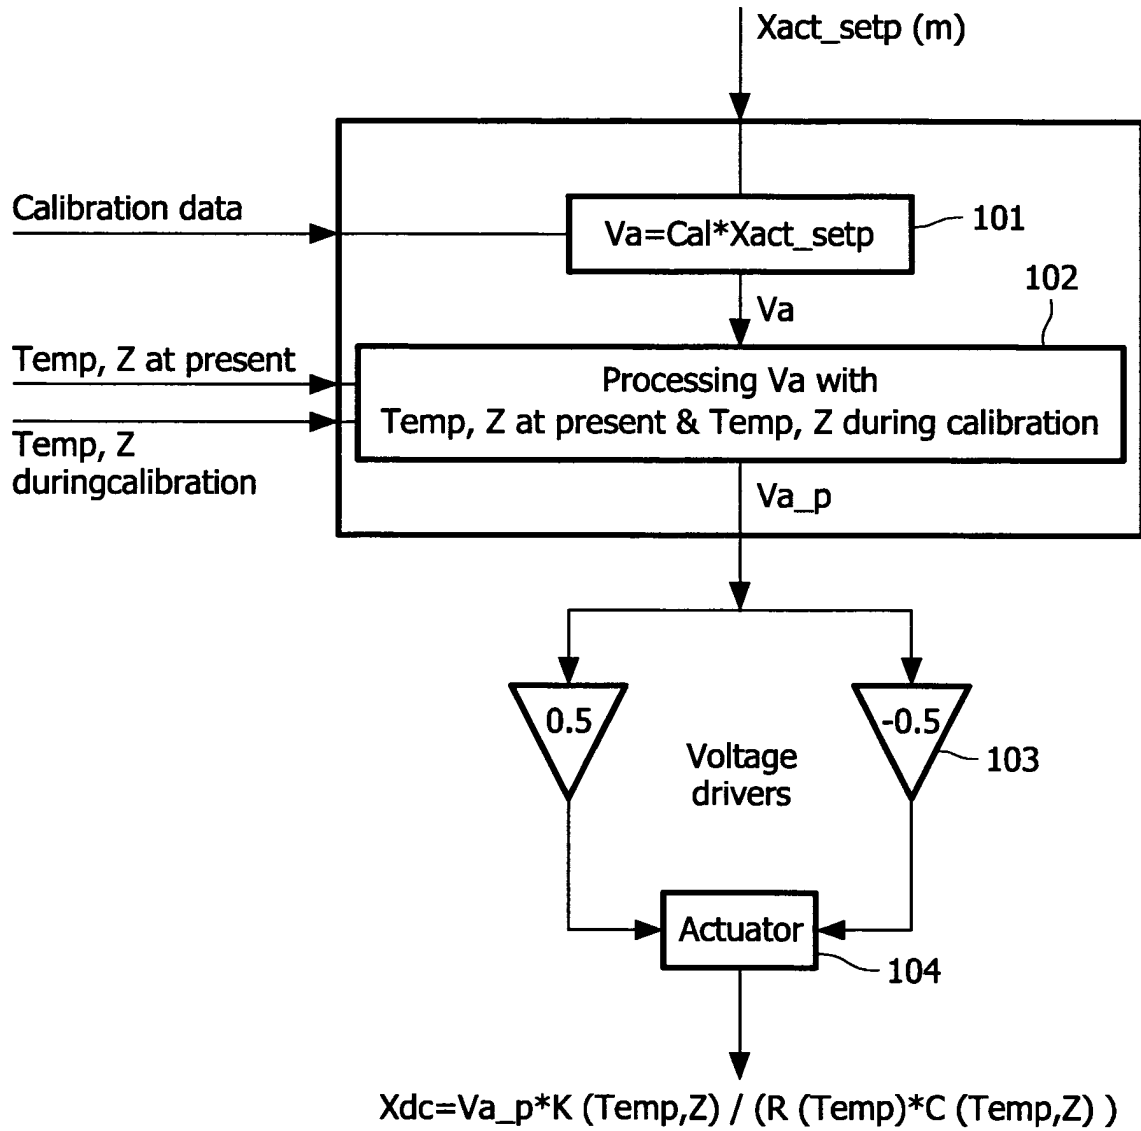 Xact_setp (m)
Calibration data
Va=Cal*Xact_setp
101
102
Va
Temp, Z at present
Processing Va with
Temp, Z at present & Temp, Z during calibration
Temp, Z
duringcalibration
Va_p
0.5
-0.5
Voltage
drivers
103
Actuator
104
Xdc=Va_p*K (Temp,Z) / (R (Temp)*C (Temp,Z) )